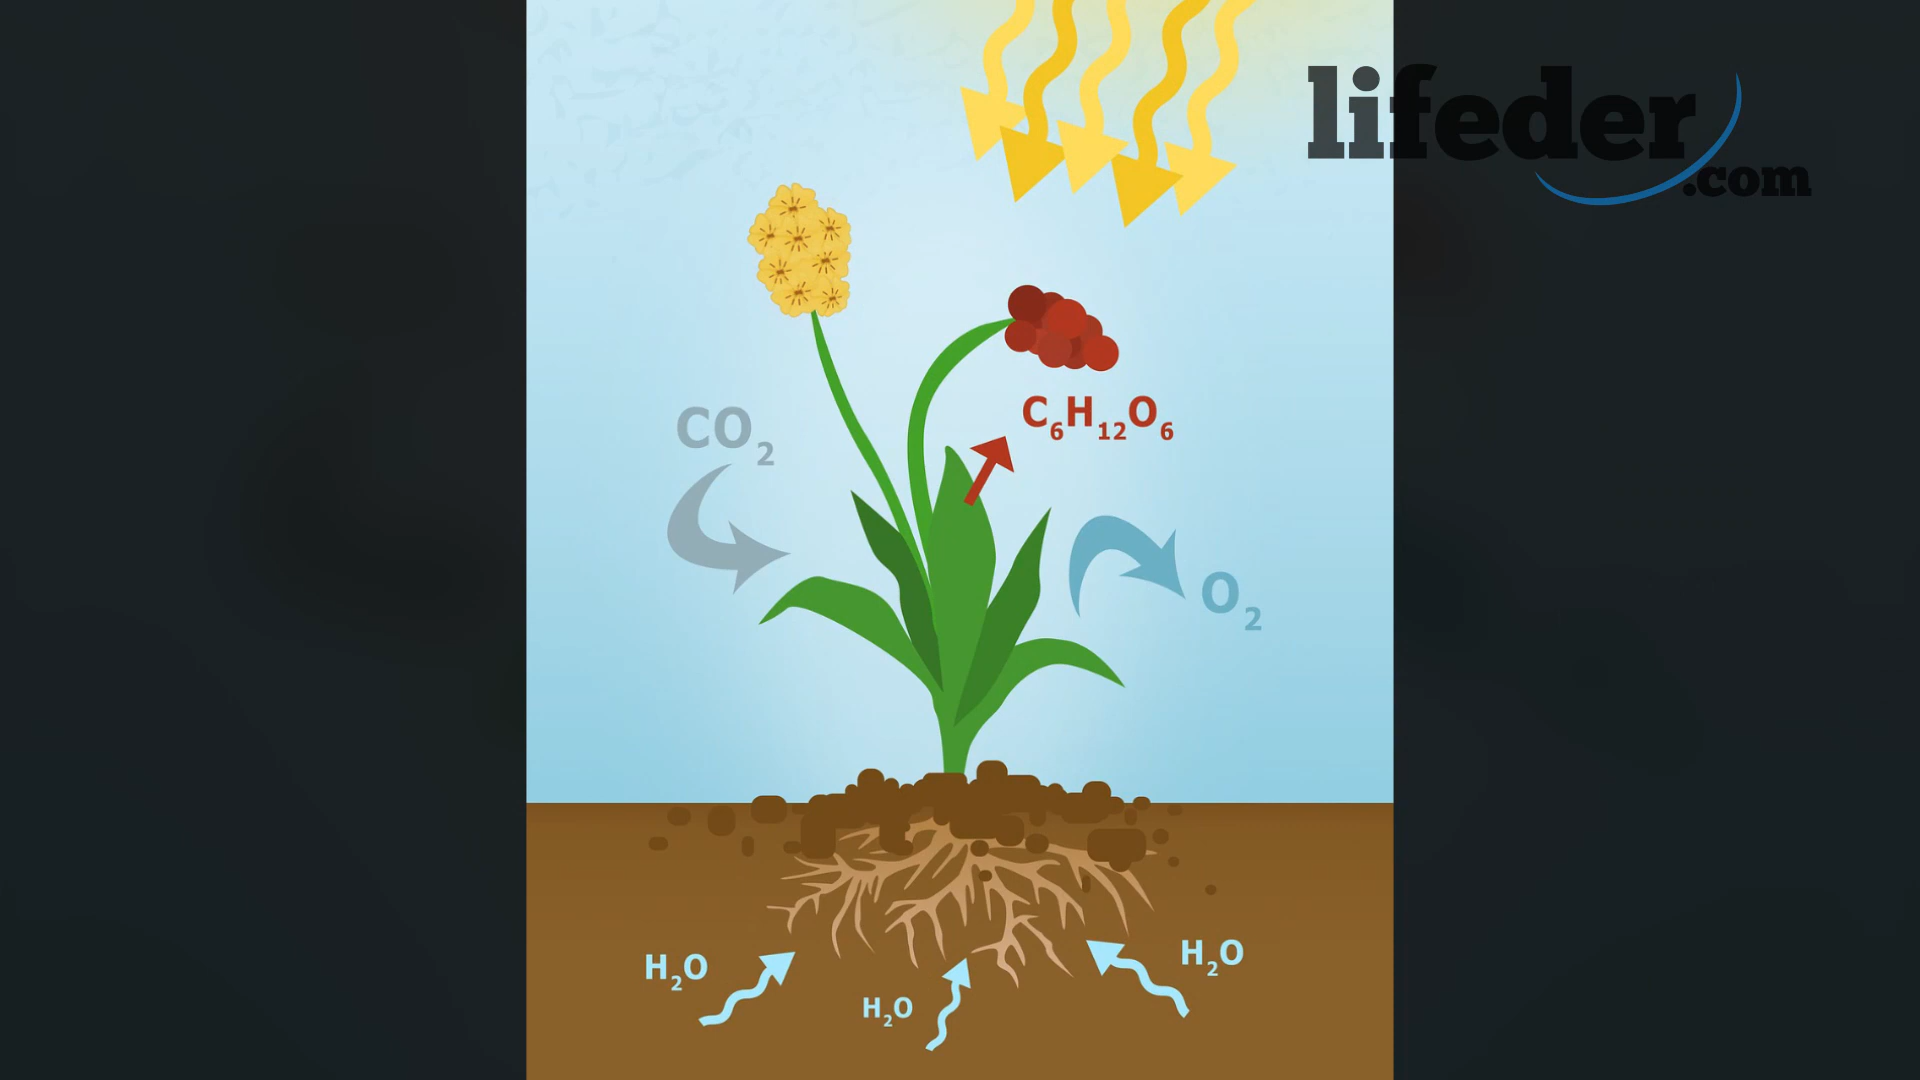 lifeder
.com
C₆H₁₂O₆
CO₂
O₂
H₂O
H₂O
H₂O